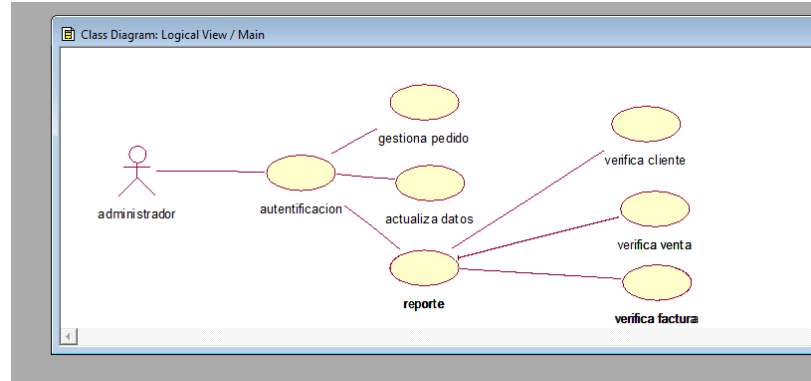 Class Diagram: Logical View / Main
gestiona pedido
verifica cliente
administrador
autentificacion
actualiza datos
verifica venta
reporte
verifica factura